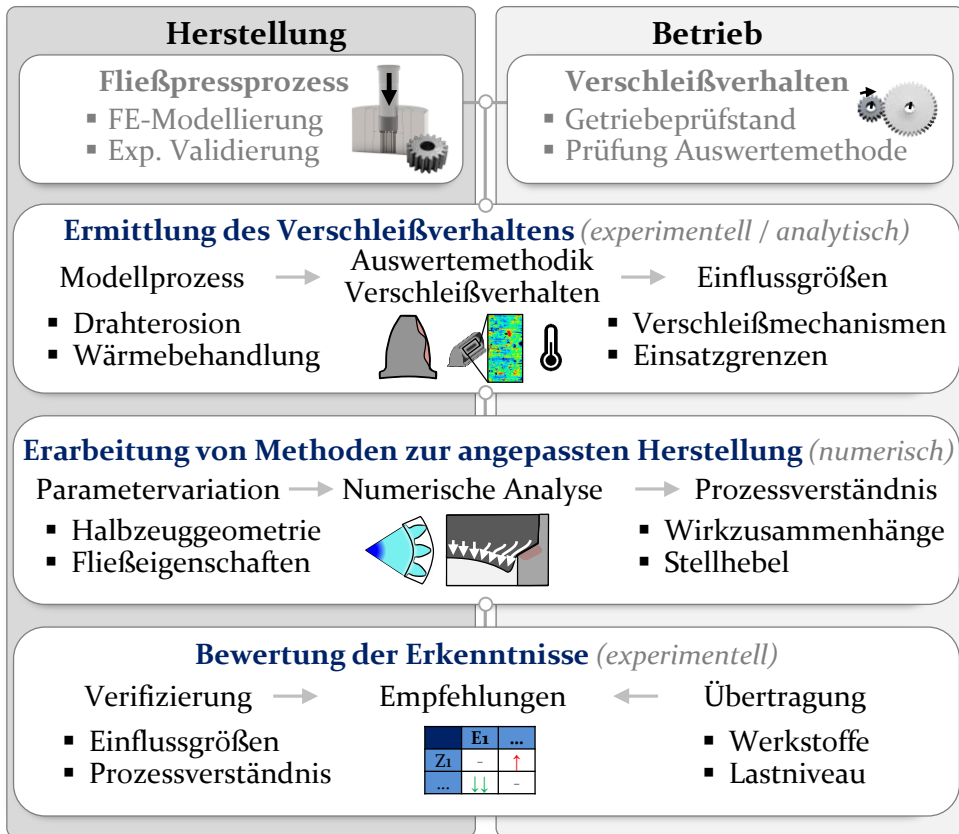 Herstellung
Betrieb
Fließpressprozess
▪ FE-Modellierung
▪ Exp. Validierung
Verschleißverhalten
▪ Getriebeprüfstand
▪ Prüfung Auswertemethode
Ermittlung des Verschleißverhaltens (experimentell / analytisch)
Modellprozess
▪ Drahterosion
▪ Wärmebehandlung
Auswertemethodik
Verschleißverhalten
Einflussgrößen
▪ Verschleißmechanismen
▪ Einsatzgrenzen
Erarbeitung von Methoden zur angepassten Herstellung (numerisch)
Parametervariation
▪ Halbzeuggeometrie
▪ Fließeigenschaften
Numerische Analyse
Prozessverständnis
▪ Wirkzusammenhänge
▪ Stellhebel
Bewertung der Erkenntnisse (experimentell)
Verifizierung
▪ Einflussgrößen
▪ Prozessverständnis
Empfehlungen
E1 ...
Z1 - ↑
... ↓↓ -
Übertragung
▪ Werkstoffe
▪ Lastniveau